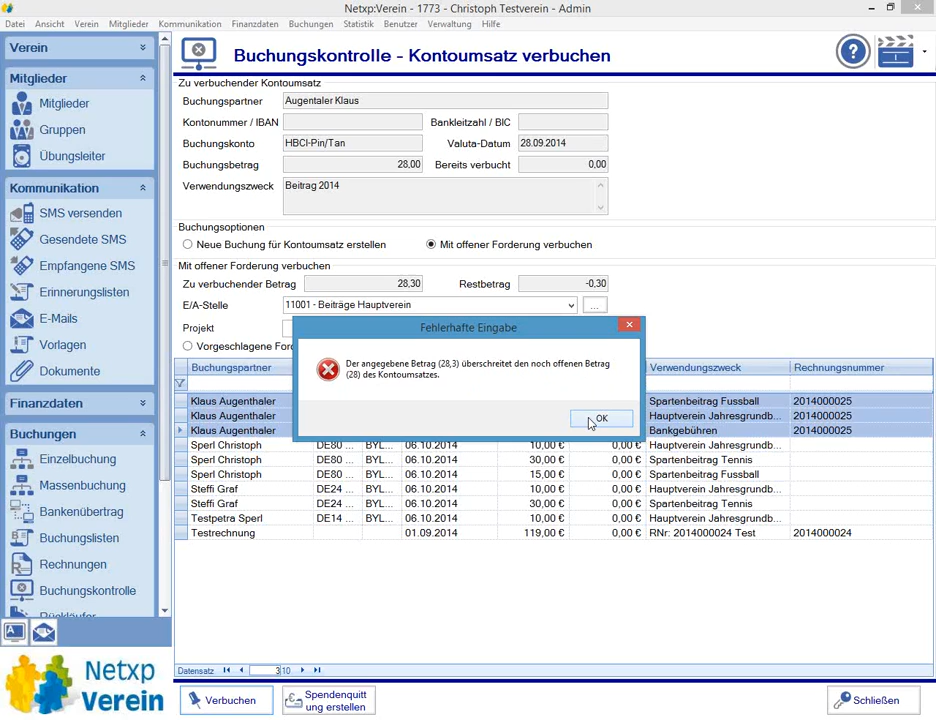 Netxp:Verein - 1773 - Christoph Testverein - Admin
Datei Ansicht Verein Mitglieder Kommunikation Finanzdaten Buchungen Statistik Benutzer Verwaltung Hilfe
Verein
Mitglieder
Mitglieder
Gruppen
Übungsleiter
Kommunikation
SMS versenden
Gesendete SMS
Empfangene SMS
Erinnerungslisten
E-Mails
Vorlagen
Dokumente
Finanzdaten
Buchungen
Einzelbuchung
Massenbuchung
Bankenübertrag
Buchungslisten
Rechnungen
Buchungskontrolle
Rückläufer
Netxp
Verein
Buchungskontrolle - Kontoumsatz verbuchen
Zu verbuchender Kontoumsatz
Buchungspartner Augentaler Klaus
Kontonummer / IBAN Bankleitzahl / BIC
Buchungskonto HBCI-Pin/Tan Valuta-Datum 28.09.2014
Buchungsbetrag 28,00 Bereits verbucht 0,00
Verwendungszweck Beitrag 2014
Buchungsoptionen
Neue Buchung für Kontoumsatz erstellen Mit offener Forderung verbuchen
Mit offener Forderung verbuchen
Zu verbuchender Betrag 28,30 Restbetrag -0,30
E/A-Stelle 11001 - Beiträge Hauptverein ...
Projekt
Vorgeschlagene Ford
Fehlerhafte Eingabe
Der angegebene Betrag (28,3) überschreitet den noch offenen Betrag
(28) des Kontoumsatzes.
OK
Buchungspartner Verwendungszweck Rechnungsnummer
Klaus Augenthaler Spartenbeitrag Fussball 2014000025
Klaus Augenthaler Hauptverein Jahresgrundb... 2014000025
Klaus Augenthaler Bankgebühren 2014000025
Sperl Christoph DE80 ... BYL... 06.10.2014 10,00 € 0,00 € Hauptverein Jahresgrundb...
Sperl Christoph DE80 ... BYL... 06.10.2014 30,00 € 0,00 € Spartenbeitrag Tennis
Sperl Christoph DE80 ... BYL... 06.10.2014 15,00 € 0,00 € Spartenbeitrag Fussball
Steffi Graf DE24 ... BYL... 06.10.2014 10,00 € 0,00 € Hauptverein Jahresgrundb...
Steffi Graf DE24 ... BYL... 06.10.2014 30,00 € 0,00 € Spartenbeitrag Tennis
Testpetra Sperl DE14 ... BYL... 06.10.2014 10,00 € 0,00 € Hauptverein Jahresgrundb...
Testrechnung 01.09.2014 119,00 € 0,00 € RNr: 2014000024 Test 2014000024
Datensatz 3 10
Verbuchen
Spendenquitt
ung erstellen
Schließen